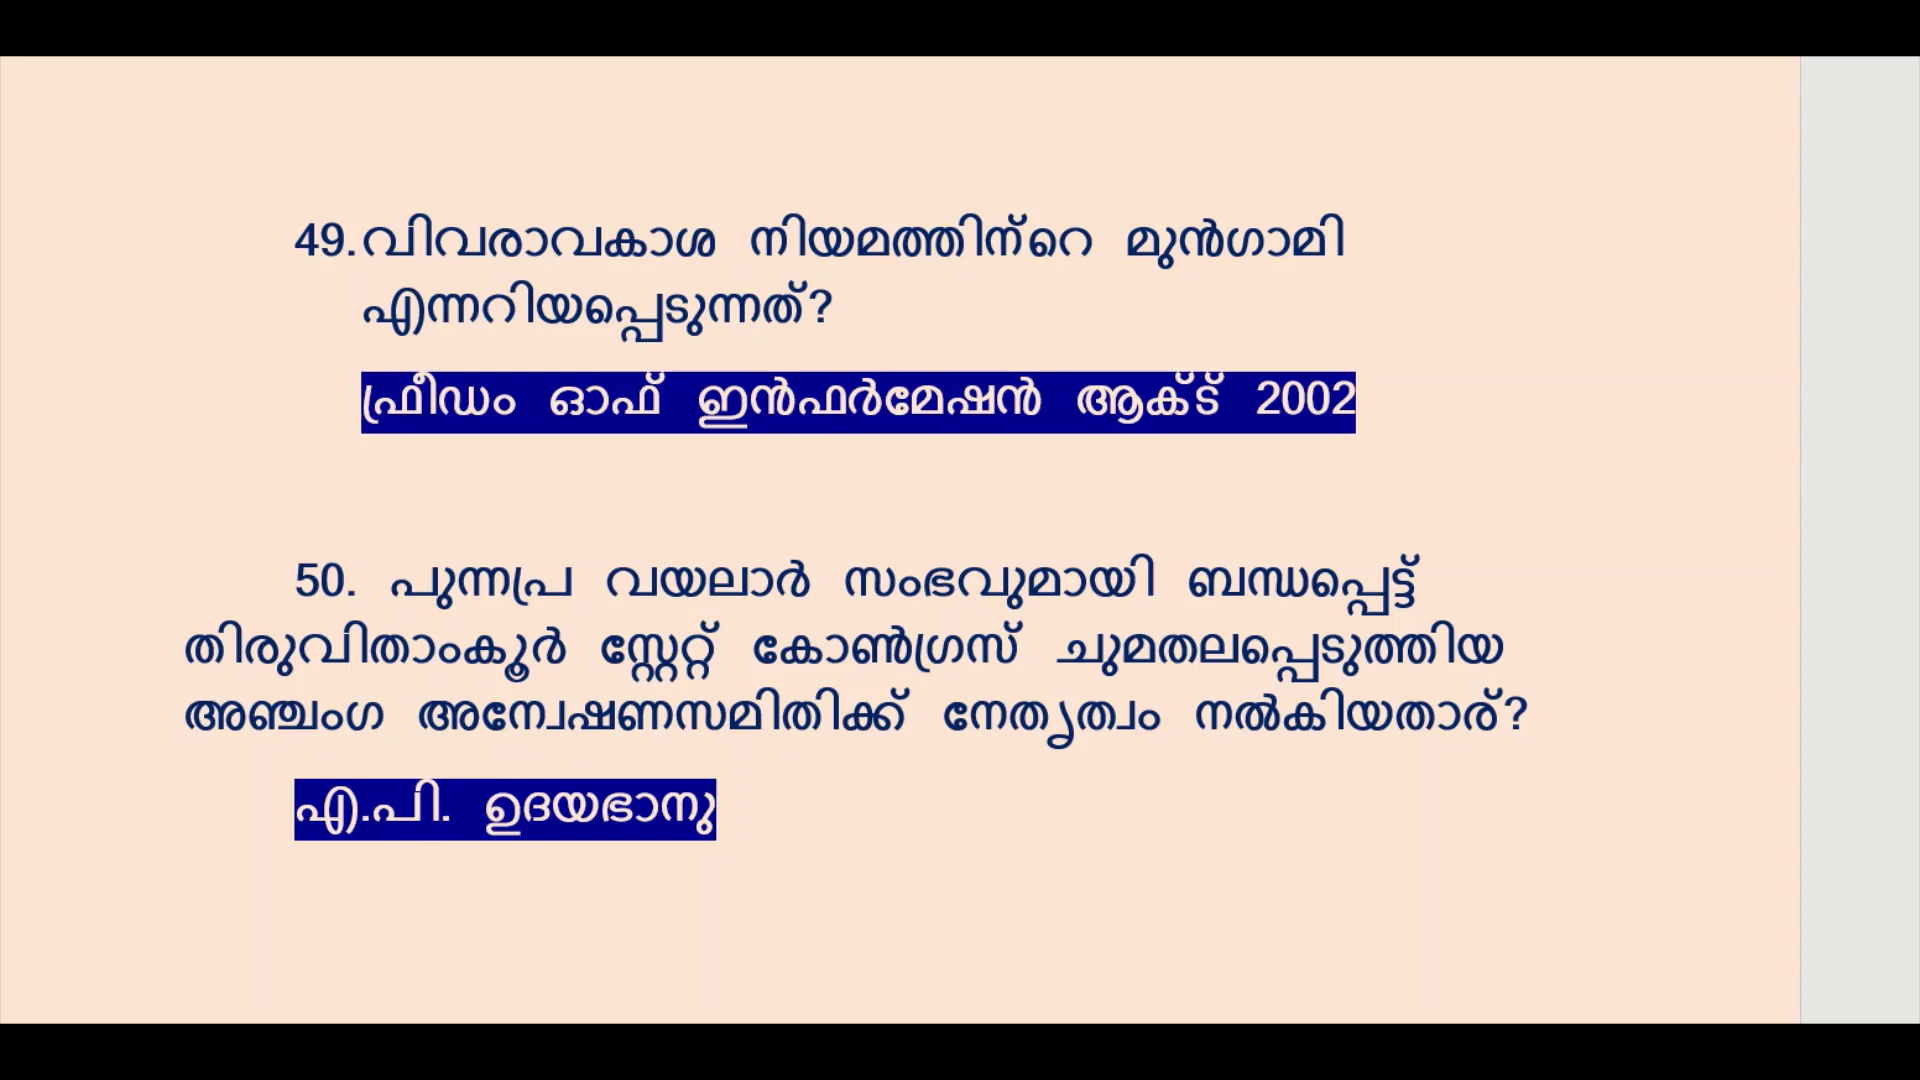 49.വിവരാവകാശ നിയമത്തിന്റെ മുൻഗാമി
എന്നറിയപ്പെടുന്നത്?
ഫ്രീഡം ഓഫ് ഇൻഫർമേഷൻ ആക്ട് 2002
50. പുന്നപ്ര വയലാർ സംഭവുമായി ബന്ധപ്പെട്ട്
തിരുവിതാംകൂർ സ്റ്റേറ്റ് കോൺഗ്രസ് ചുമതലപ്പെടുത്തിയ
അഞ്ചംഗ അന്വേഷണസമിതിക്ക് നേതൃത്വം നൽകിയതാര്?
എ.പി. ഉദയഭാനു